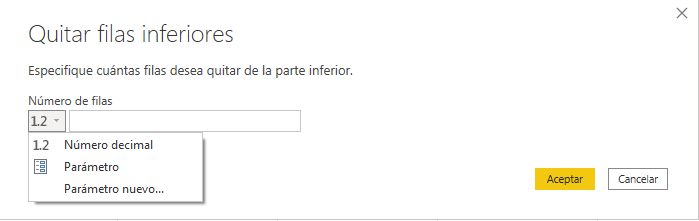 Quitar filas inferiores
Especifique cuántas filas desea quitar de la parte inferior.
Número de filas
1.2
1.2 Número decimal
Parámetro
Parámetro nuevo...
Aceptar Cancelar